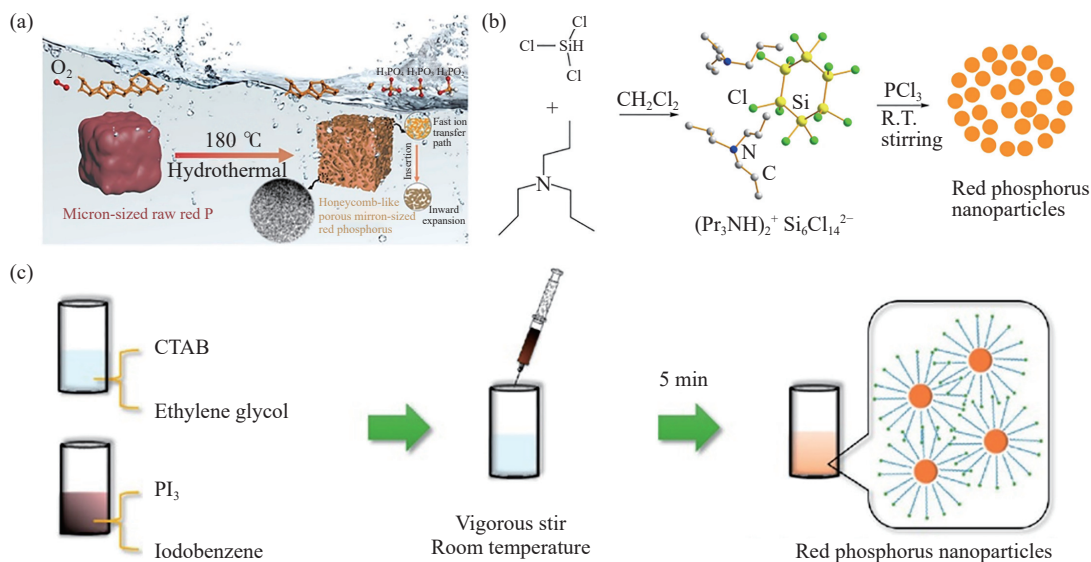 (a)
O₂
H₃PO₄ H₃PO₃ H₃PO₂
180 ℃
Hydrothermal
Fast ion
transfer
path
Insertion
Inward
expansion
Micron-sized raw red P
Honeycomb-like
porous mirron-sized
red phosphorus
(b)
Cl
Cl
SiH
Cl
+
N
CH₂Cl₂
Cl
Si
N
C
(Pr₃NH)₂⁺ Si₆Cl₁₄²⁻
PCl₃
R.T.
stirring
Red phosphorus
nanoparticles
(c)
CTAB
Ethylene glycol
PI₃
Iodobenzene
Vigorous stir
Room temperature
5 min
Red phosphorus nanoparticles